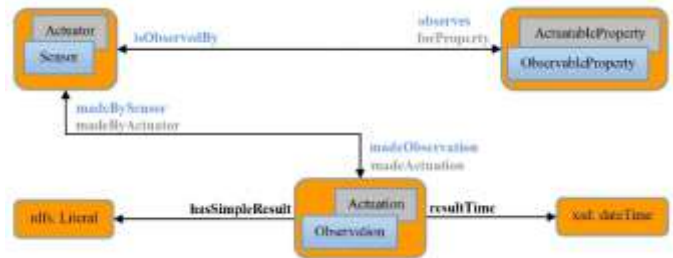 Actuator
Sensor
isObservedBy
observes
forProperty
ActuatableProperty
ObservableProperty
madeBySensor
madeByActuator
madeObservation
madeActuation
rdfs: Literal
hasSimpleResult
Actuation
Observation
resultTime
xsd: dateTime